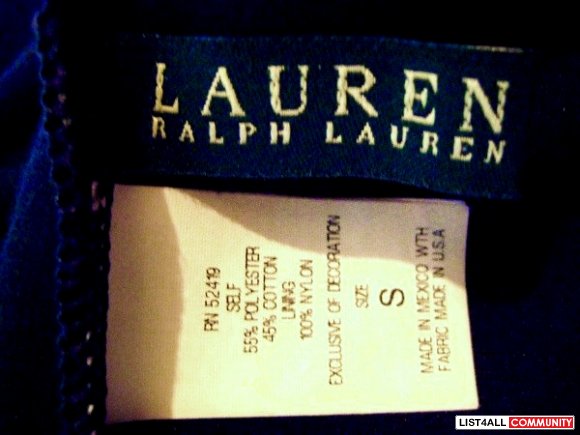 LAUREN
RALPH LAUREN
RN 52419
SELF
55% POLYESTER
45% COTTON
LINING
100% NYLON
EXCLUSIVE OF DECORATION
SIZE
S
MADE IN MEXICO WTH
FABRIC MADE IN U.S.A
LIST4ALL COMMUNITY